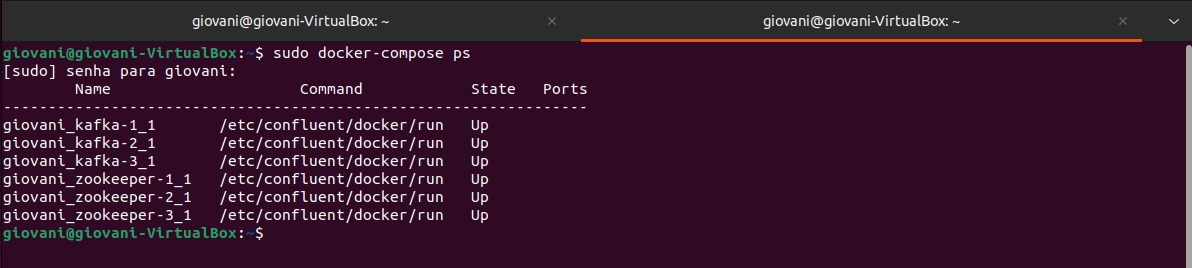 giovani@giovani-VirtualBox: ~ × giovani@giovani-VirtualBox: ~ ×
giovani@giovani-VirtualBox:~$ sudo docker-compose ps
[sudo] senha para giovani:
        Name                     Command            State   Ports
-----------------------------------------------------------------
giovani_kafka-1_1       /etc/confluent/docker/run   Up
giovani_kafka-2_1       /etc/confluent/docker/run   Up
giovani_kafka-3_1       /etc/confluent/docker/run   Up
giovani_zookeeper-1_1   /etc/confluent/docker/run   Up
giovani_zookeeper-2_1   /etc/confluent/docker/run   Up
giovani_zookeeper-3_1   /etc/confluent/docker/run   Up
giovani@giovani-VirtualBox:~$